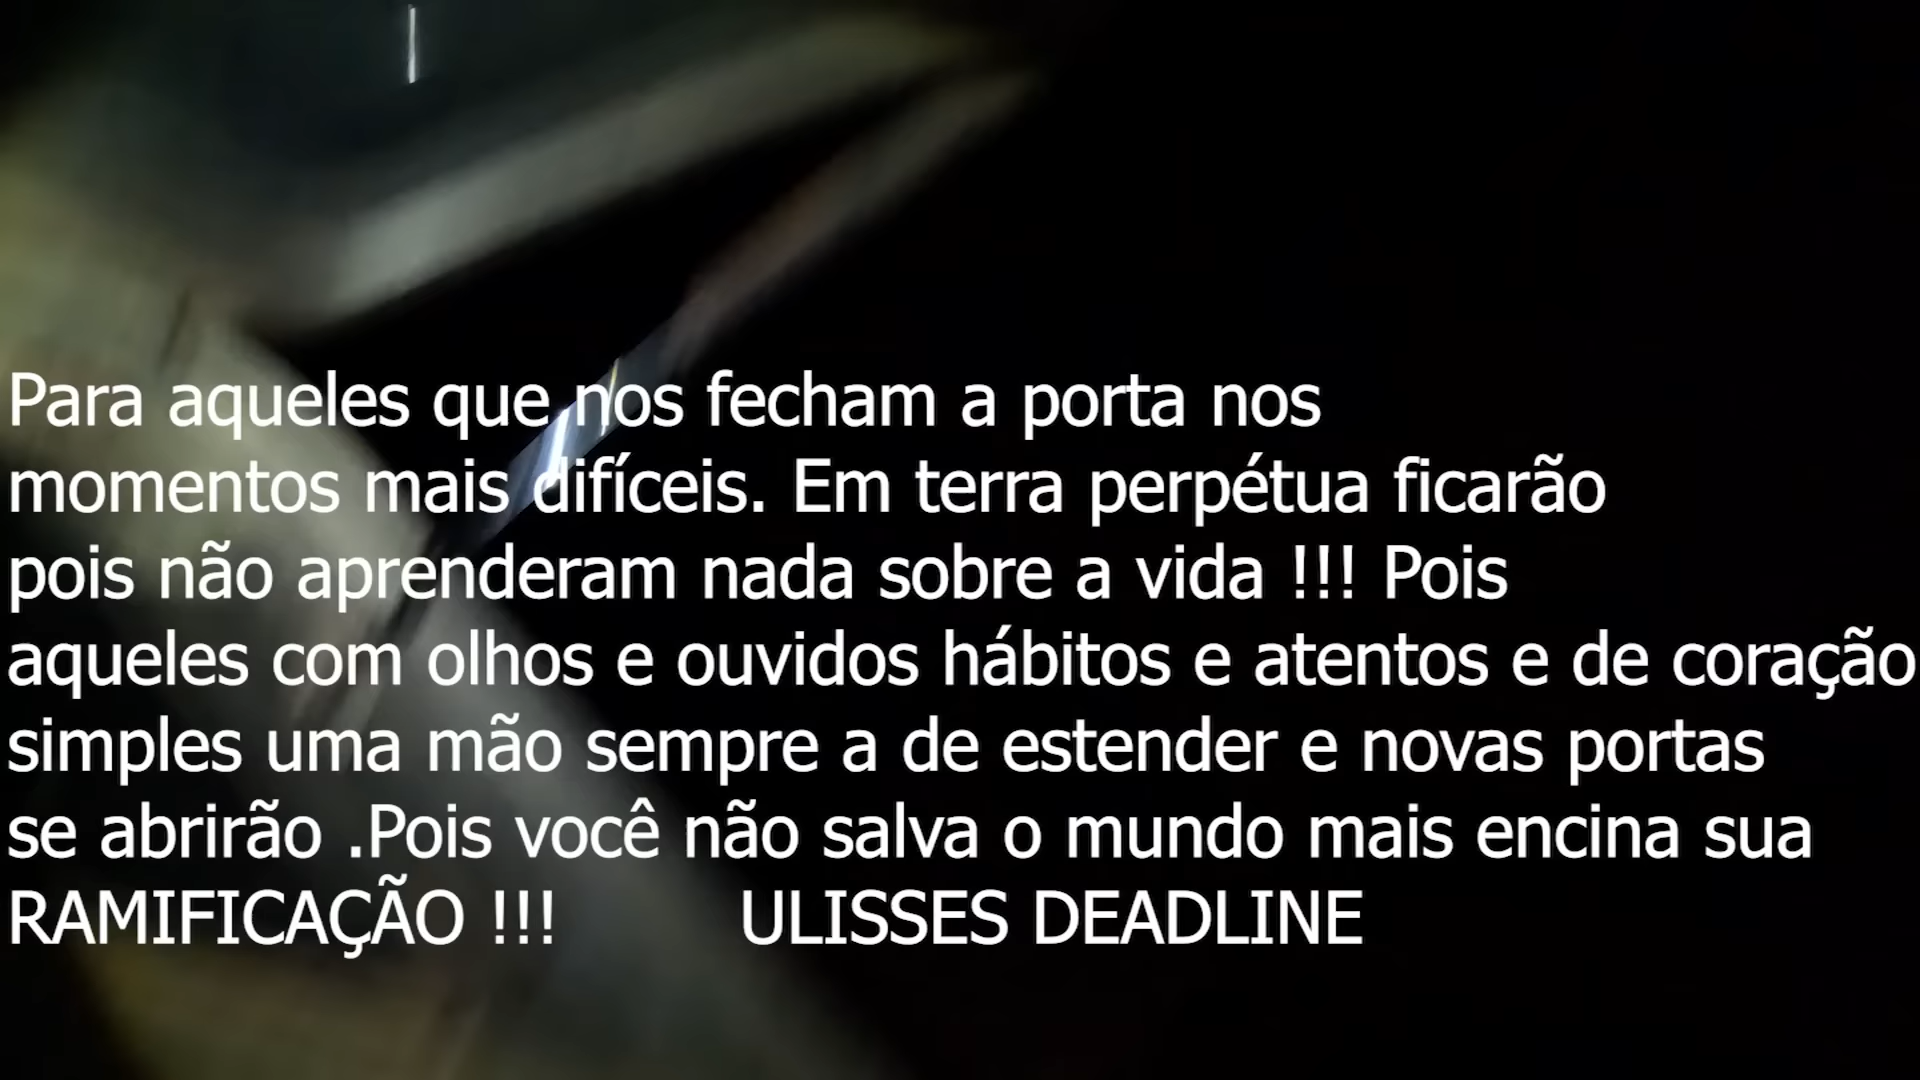 Para aqueles que nos fecham a porta nos
momentos mais difíceis. Em terra perpétua ficarão
pois não aprenderam nada sobre a vida !!! Pois
aqueles com olhos e ouvidos hábitos e atentos e de coração
simples uma mão sempre a de estender e novas portas
se abrirão .Pois você não salva o mundo mais encina sua
RAMIFICAÇÃO !!! ULISSES DEADLINE